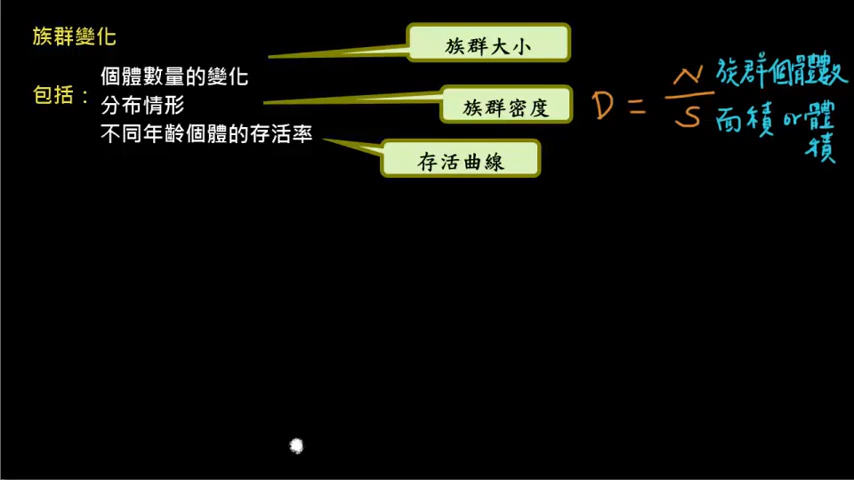 族群變化
族群大小
個體數量的變化
包括：
分布情形
族群密度
不同年齡個體的存活率
存活曲線
D = N/S
族群個體數
面積 or 體積